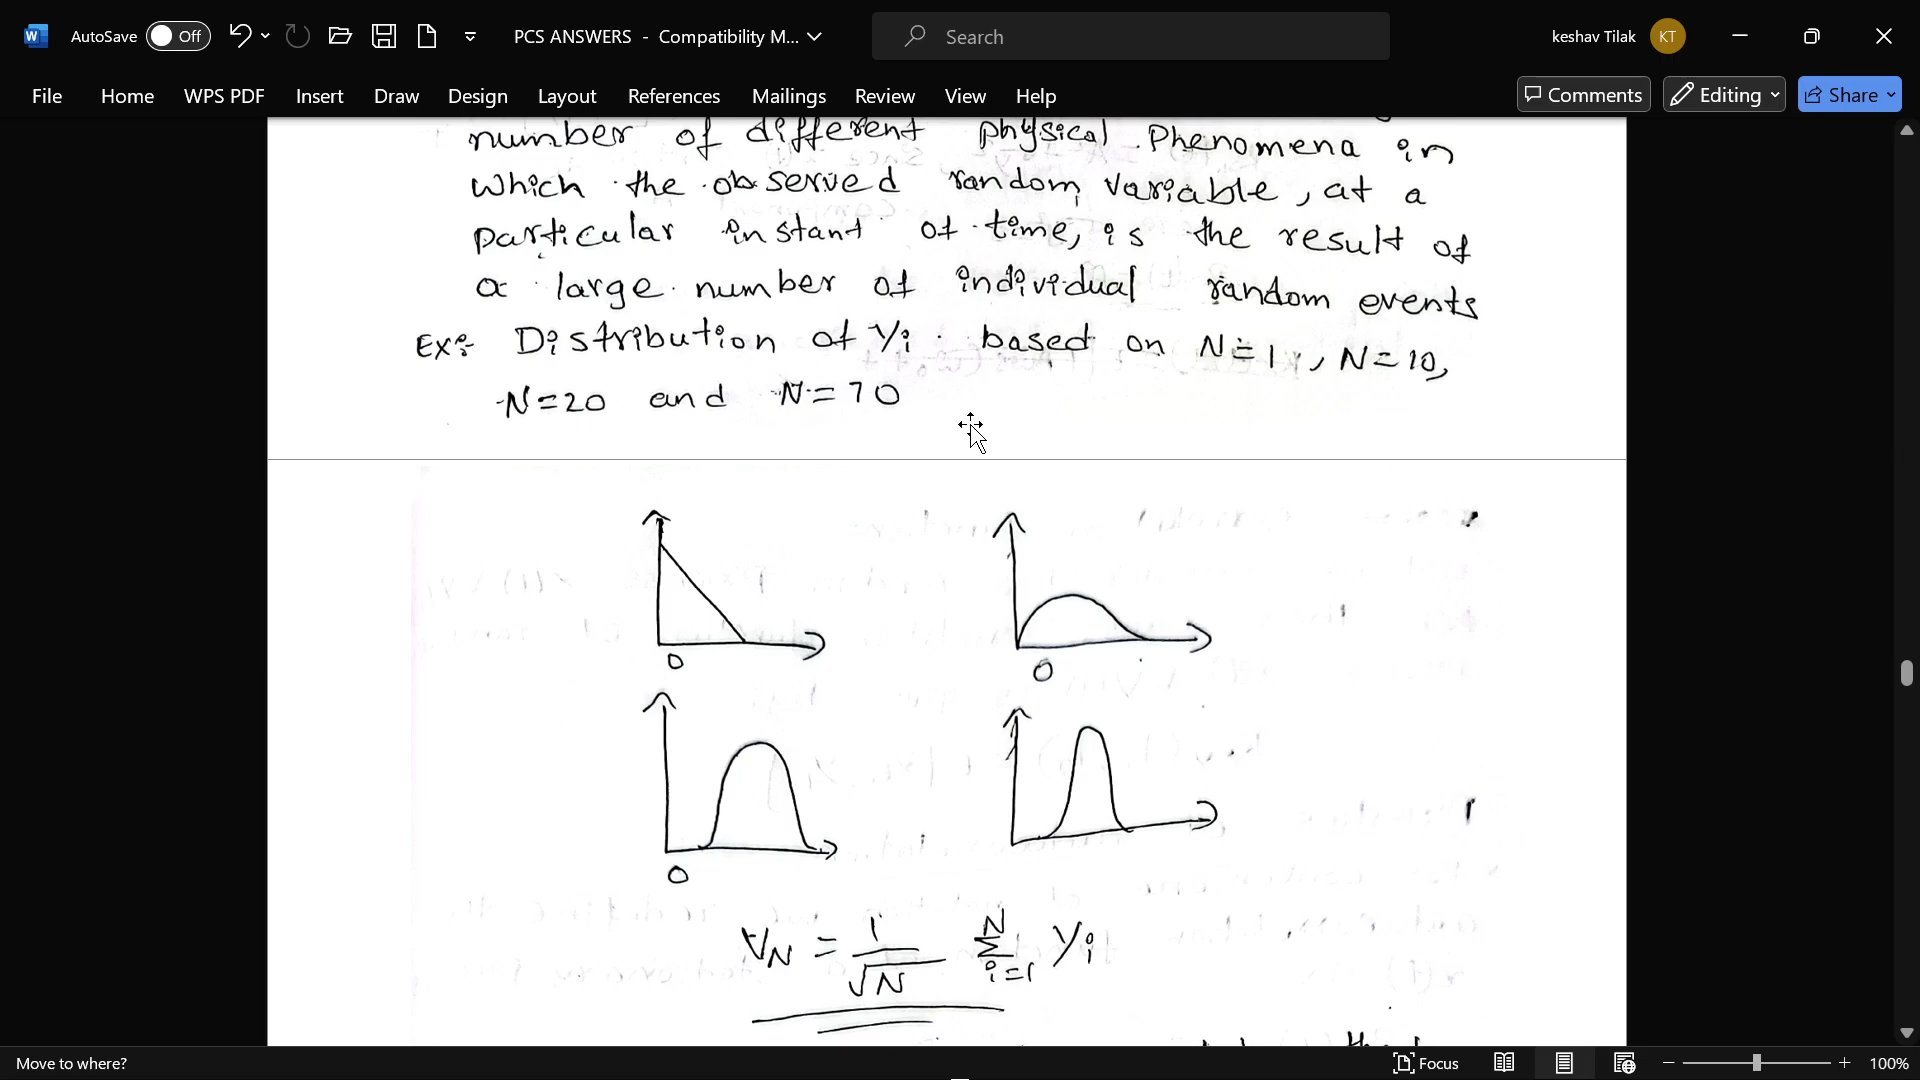 AutoSave Off PCS ANSWERS - Compatibility M... Search keshav Tilak KT
File Home WPS PDF Insert Draw Design Layout References Mailings Review View Help Comments Editing Share
number of different physical Phenomena in
which the observed random variable, at a
particular instant of time, is the result of
a large number of individual random events
Ex: Distribution of Yi based on N=1, N=10,
N=20 and N=70
0
0
0
VN = 1/√N Σ i=1 N Yi
Move to where? Focus 100%